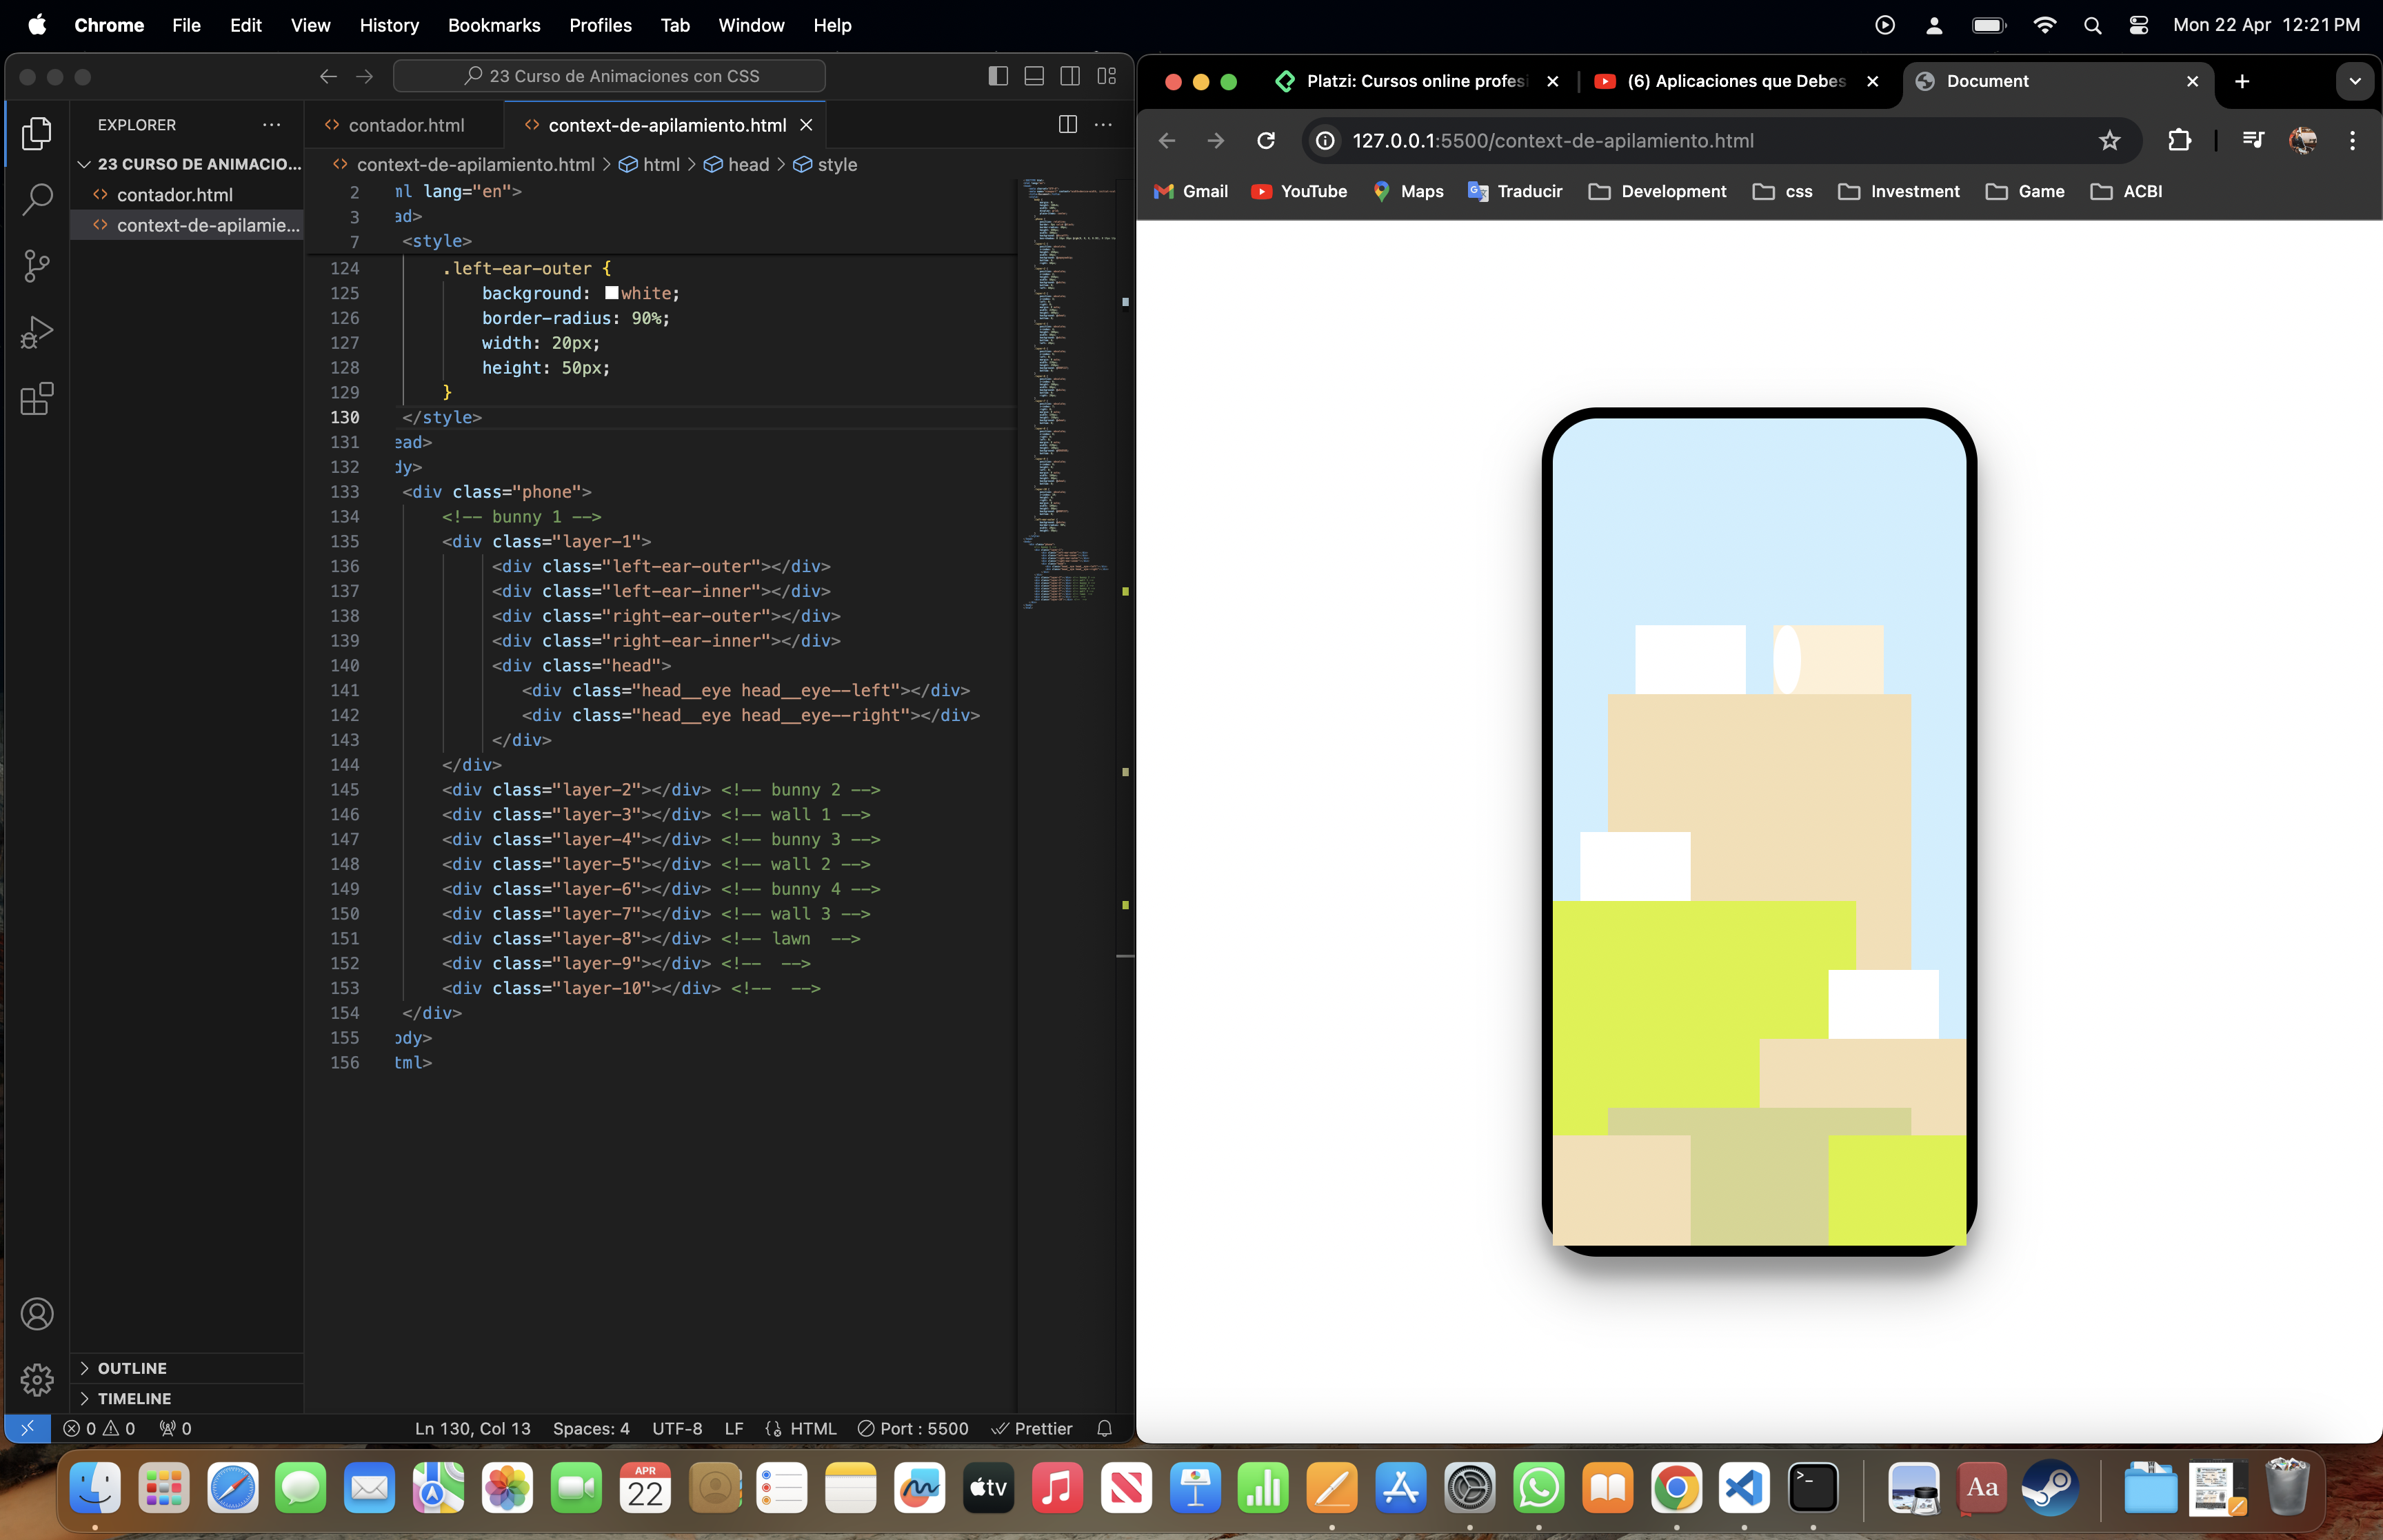 Chrome File Edit View History Bookmarks Profiles Tab Window Help
Mon 22 Apr 12:21 PM
23 Curso de Animaciones con CSS
EXPLORER
23 CURSO DE ANIMACIO...
contador.html
context-de-apilamie...
OUTLINE
TIMELINE
contador.html
context-de-apilamiento.html
context-de-apilamiento.html > html > head > style
2 ml lang="en">
3 ad>
7 <style>
124 .left-ear-outer {
125 background: white;
126 border-radius: 90%;
127 width: 20px;
128 height: 50px;
129 }
130 </style>
131 ead>
132 dy>
133 <div class="phone">
134 <!-- bunny 1 -->
135 <div class="layer-1">
136 <div class="left-ear-outer"></div>
137 <div class="left-ear-inner"></div>
138 <div class="right-ear-outer"></div>
139 <div class="right-ear-inner"></div>
140 <div class="head">
141 <div class="head__eye head__eye--left"></div>
142 <div class="head__eye head__eye--right"></div>
143 </div>
144 </div>
145 <div class="layer-2"></div> <!-- bunny 2 -->
146 <div class="layer-3"></div> <!-- wall 1 -->
147 <div class="layer-4"></div> <!-- bunny 3 -->
148 <div class="layer-5"></div> <!-- wall 2 -->
149 <div class="layer-6"></div> <!-- bunny 4 -->
150 <div class="layer-7"></div> <!-- wall 3 -->
151 <div class="layer-8"></div> <!-- lawn  -->
152 <div class="layer-9"></div> <!--  -->
153 <div class="layer-10"></div> <!--  -->
154 </div>
155 ody>
156 tml>
0 0 0
Ln 130, Col 13 Spaces: 4 UTF-8 LF HTML Port : 5500 Prettier
Platzi: Cursos online profesi
(6) Aplicaciones que Debes
Document
127.0.0.1:5500/context-de-apilamiento.html
Gmail YouTube Maps Traducir Development css Investment Game ACBI
APR
22
tv
>_
Aa